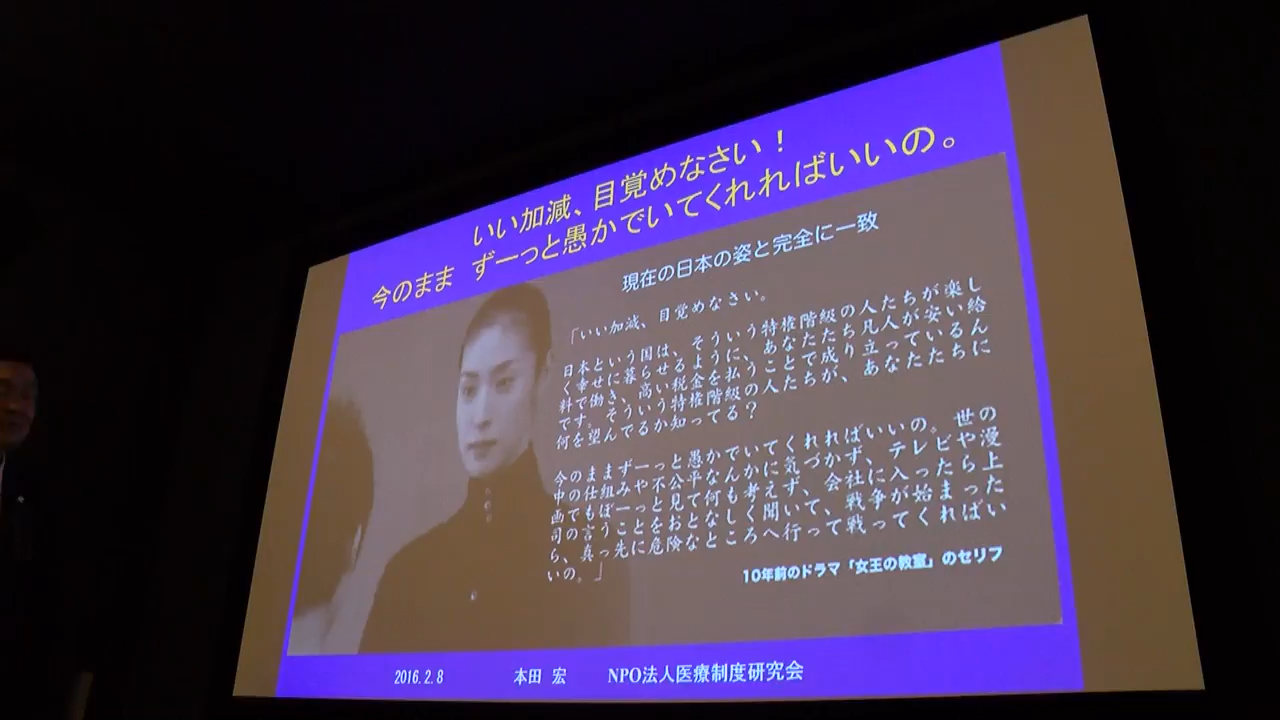 いい加減、目覚めなさい！
今のまま ずーっと愚かでいてくれればいいの。
現在の日本の姿と完全に一致
「いい加減、目覚めなさい。
日本という国は、そういう特権階級の人たちが楽し
く幸せに暮らせるように、あなたたち凡人が安い給
料で働き、高い税金を払うことで成り立っているん
です。そういう特権階級の人たちが、あなたたちに
何を望んでるか知ってる？
今のままずーっと愚かでいてくれればいいの。世の
中の仕組みや不公平なんかに気づかず、テレビや漫
画でもぼーっと見て何も考えず、会社に入ったら上
司の言うことをおとなしく聞いて、戦争が始まった
ら、真っ先に危険なところへ行って戦ってくればい
いの。」
10年前のドラマ「女王の教室」のセリフ
2016.2.8 本田 宏 NPO法人医療制度研究会